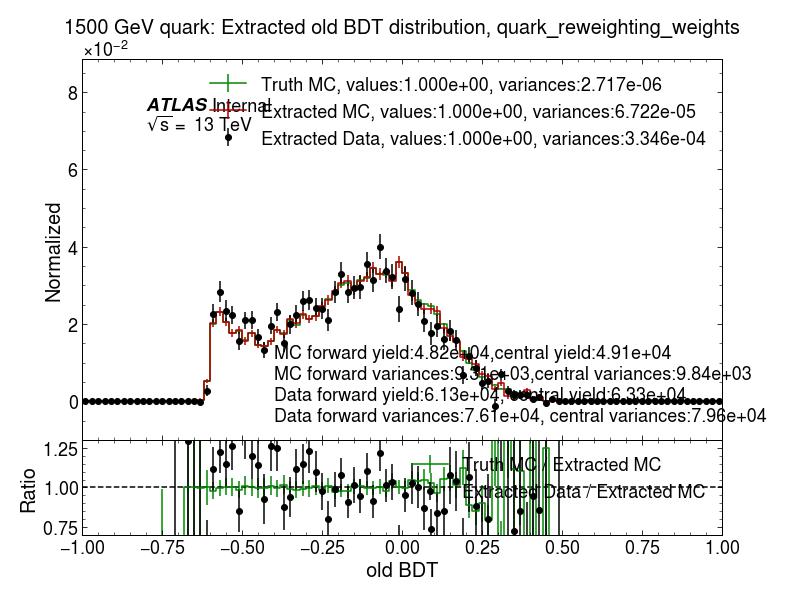 1500 GeV quark: Extracted old BDT distribution, quark_reweighting_weights
×10⁻²
Truth MC, values:1.000e+00, variances:2.717e-06
ATLAS Internal
Extracted MC, values:1.000e+00, variances:6.722e-05
√s = 13 TeV
Extracted Data, values:1.000e+00, variances:3.346e-04
8
6
4
2
0
Normalized
MC forward yield:4.82e+04,central yield:4.91e+04
MC forward variances:9.31e+03,central variances:9.84e+03
Data forward yield:6.13e+04, central yield:6.33e+04
Data forward variances:7.61e+04, central variances:7.96e+04
1.25
1.00
0.75
Ratio
Truth MC / Extracted MC
Extracted Data / Extracted MC
−1.00 −0.75 −0.50 −0.25 0.00 0.25 0.50 0.75 1.00
old BDT